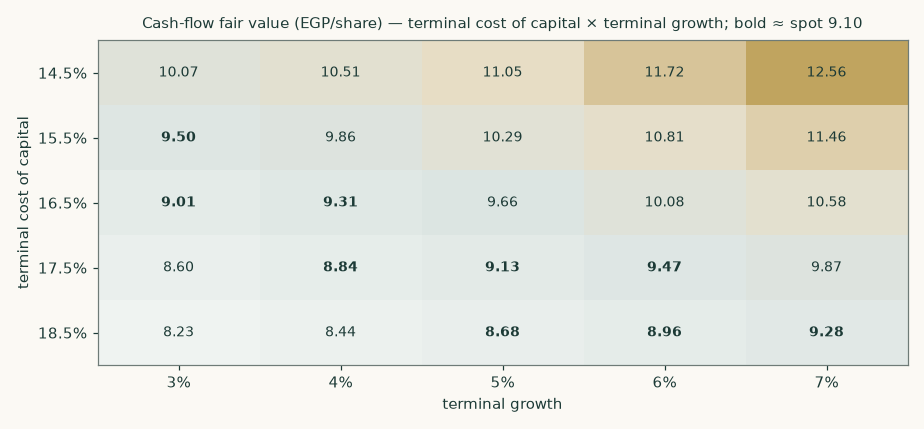 Cash-flow fair value (EGP/share) — terminal cost of capital × terminal growth; bold ≈ spot 9.10
terminal cost of capital
14.5% 10.07 10.51 11.05 11.72 12.56
15.5% 9.50 9.86 10.29 10.81 11.46
16.5% 9.01 9.31 9.66 10.08 10.58
17.5% 8.60 8.84 9.13 9.47 9.87
18.5% 8.23 8.44 8.68 8.96 9.28
3% 4% 5% 6% 7%
terminal growth